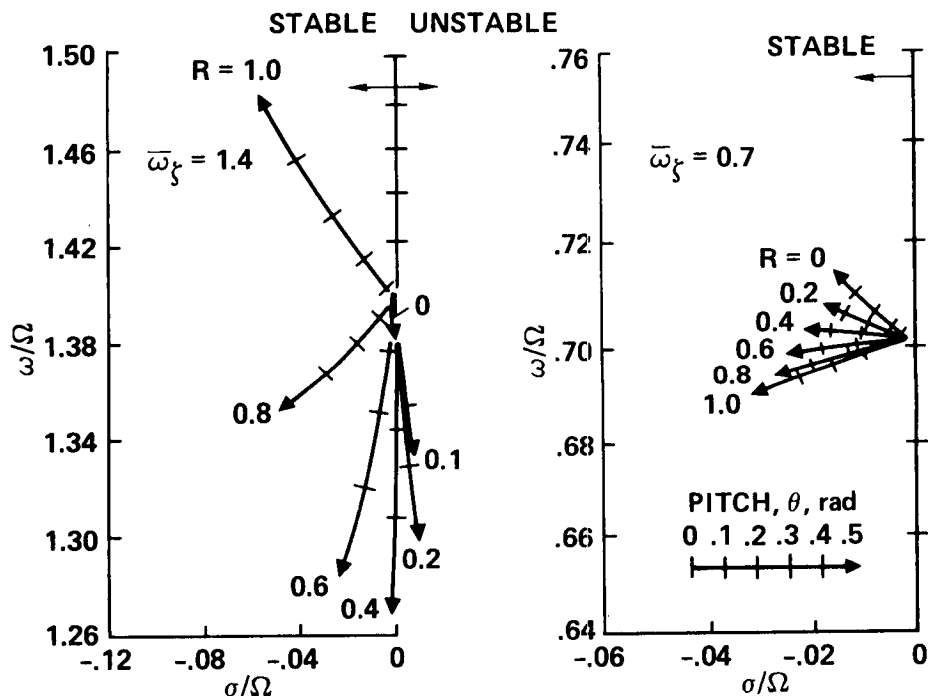 STABLE UNSTABLE
1.50
1.46
1.42
1.38
1.34
1.30
1.26
ω/Ω
R = 1.0
ω̅ζ = 1.4
0
0.8
0.1
0.2
0.6
0.4
-.12
-.08
-.04
0
σ/Ω
STABLE
.76
.74
.72
.70
.68
.66
.64
ω/Ω
ω̅ζ = 0.7
R = 0
0.2
0.4
0.6
0.8
1.0
PITCH, θ, rad
0 .1 .2 .3 .4 .5
-.06
-.04
-.02
0
σ/Ω